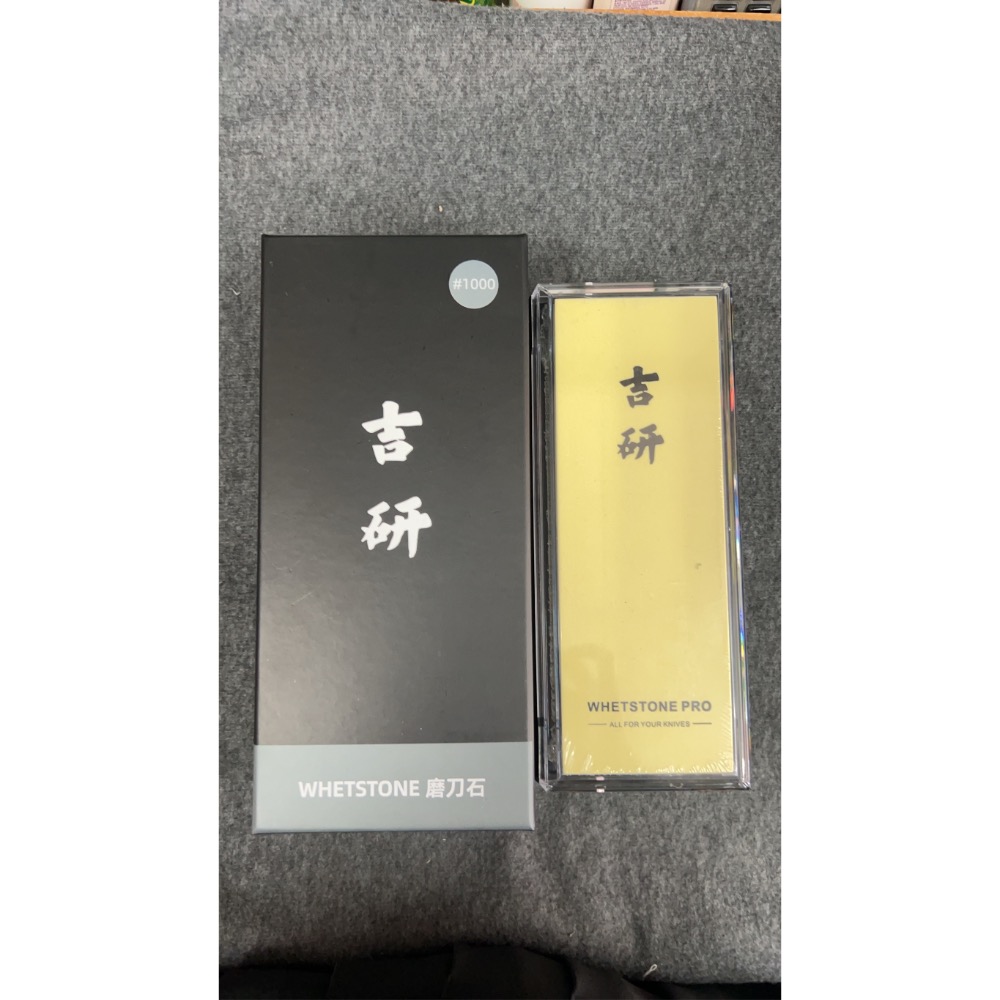 #1000
吉
研
WHETSTONE 磨刀石
吉
研
WHETSTONE PRO
ALL FOR YOUR KNIVES